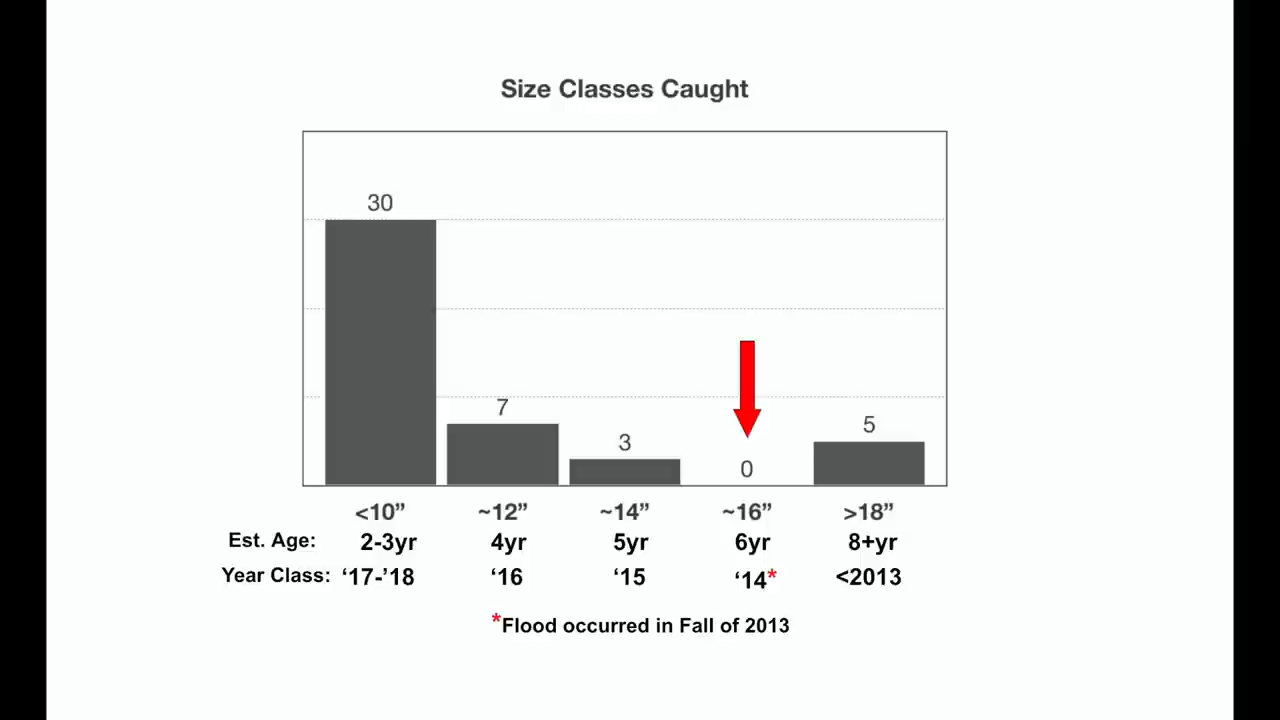 Size Classes Caught
30
7
3
0
5
<10” ~12” ~14” ~16” >18”
Est. Age: 2-3yr 4yr 5yr 6yr 8+yr
Year Class: ‘17-’18 ‘16 ‘15 ‘14* <2013
*Flood occurred in Fall of 2013